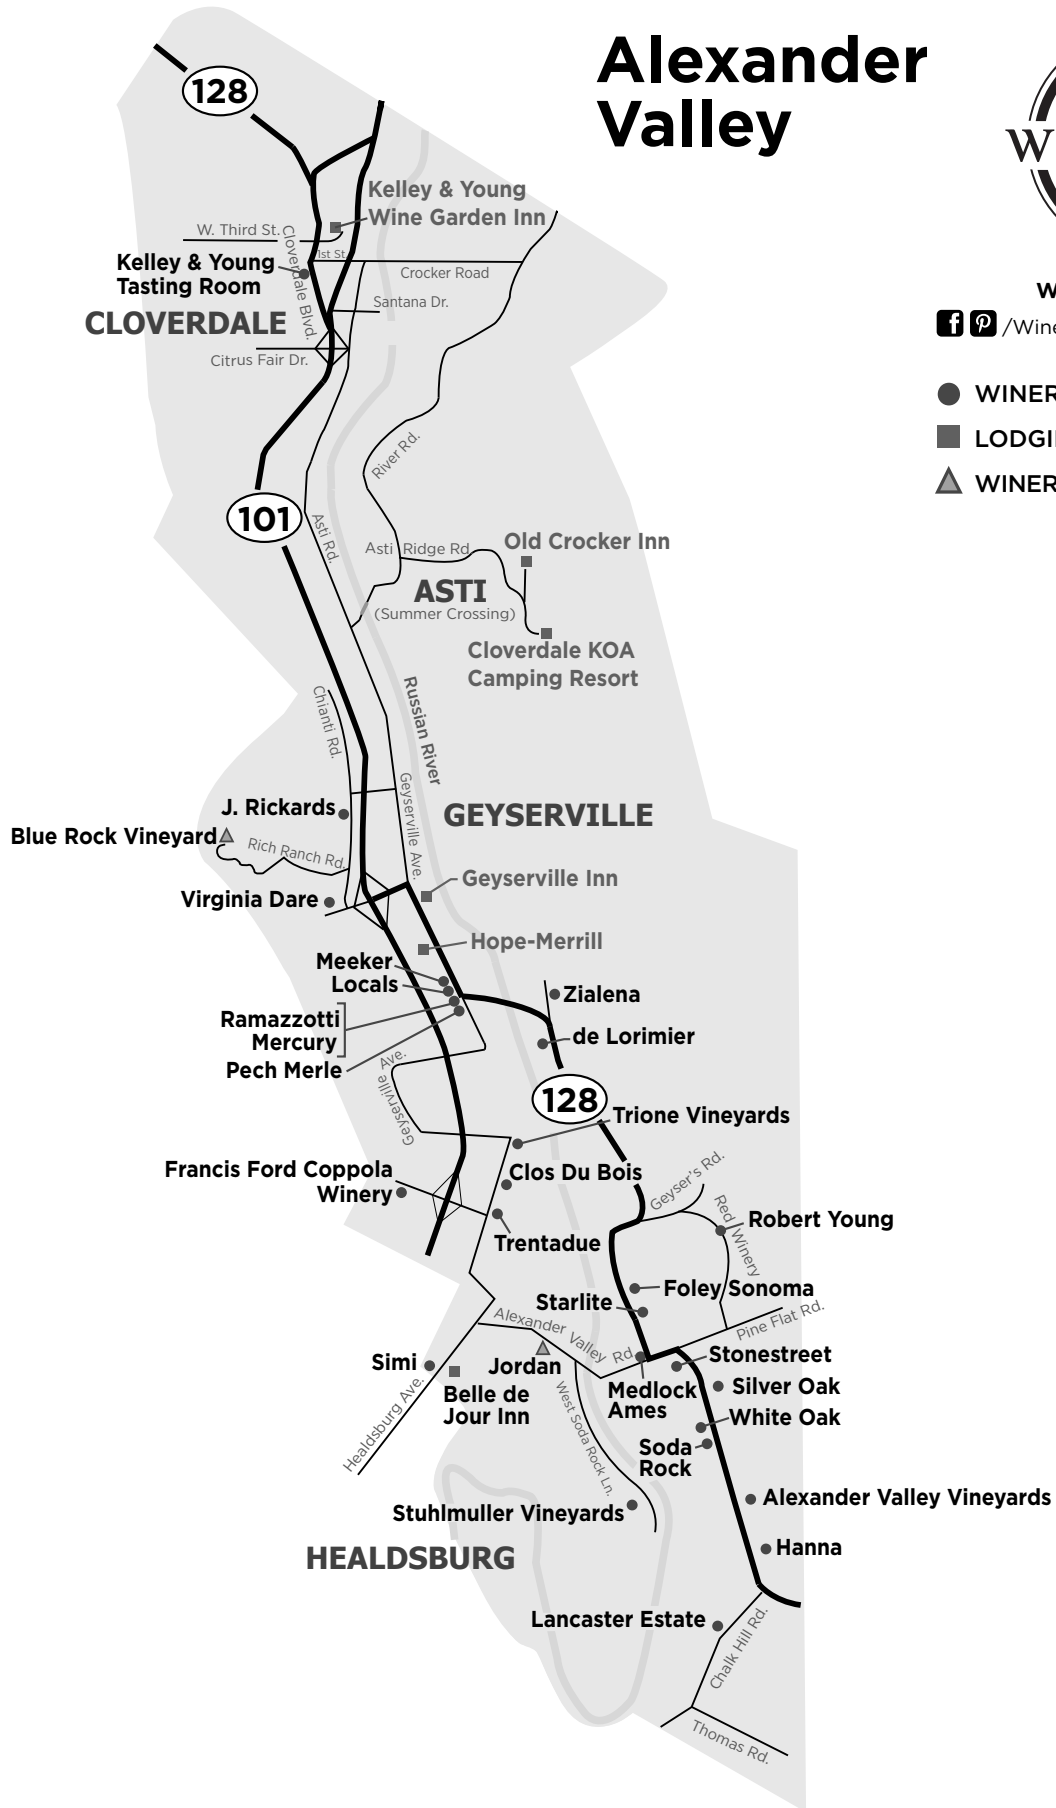 Alexander
Valley
W
W
/Wine
WINER
LODGI
WINER
128
Kelley & Young
Wine Garden Inn
W. Third St.
Cloverdale Blvd.
1st St.
Crocker Road
Kelley & Young
Tasting Room
Santana Dr.
CLOVERDALE
Citrus Fair Dr.
River Rd.
101
Asti Rd.
Asti Ridge Rd
Old Crocker Inn
ASTI
(Summer Crossing)
Cloverdale KOA
Camping Resort
Russian River
Chianti Rd.
Geyserville Ave.
J. Rickards
GEYSERVILLE
Blue Rock Vineyard
Rich Ranch Rd.
Geyserville Inn
Virginia Dare
Hope-Merrill
Meeker
Locals
Zialena
Ramazzotti
Mercury
de Lorimier
Pech Merle
Geyserville Ave.
128
Trione Vineyards
Francis Ford Coppola
Winery
Clos Du Bois
Geyser's Rd.
Red Winery
Robert Young
Trentadue
Foley Sonoma
Starlite
Alexander Valley Rd
Pine Flat Rd.
Simi
Jordan
Stonestreet
Belle de
Jour Inn
Medlock
Ames
Silver Oak
White Oak
Healdsburg Ave.
West Soda Rock Ln.
Soda
Rock
Stuhlmuller Vineyards
Alexander Valley Vineyards
HEALDSBURG
Hanna
Lancaster Estate
Chalk Hill Rd.
Thomas Rd.